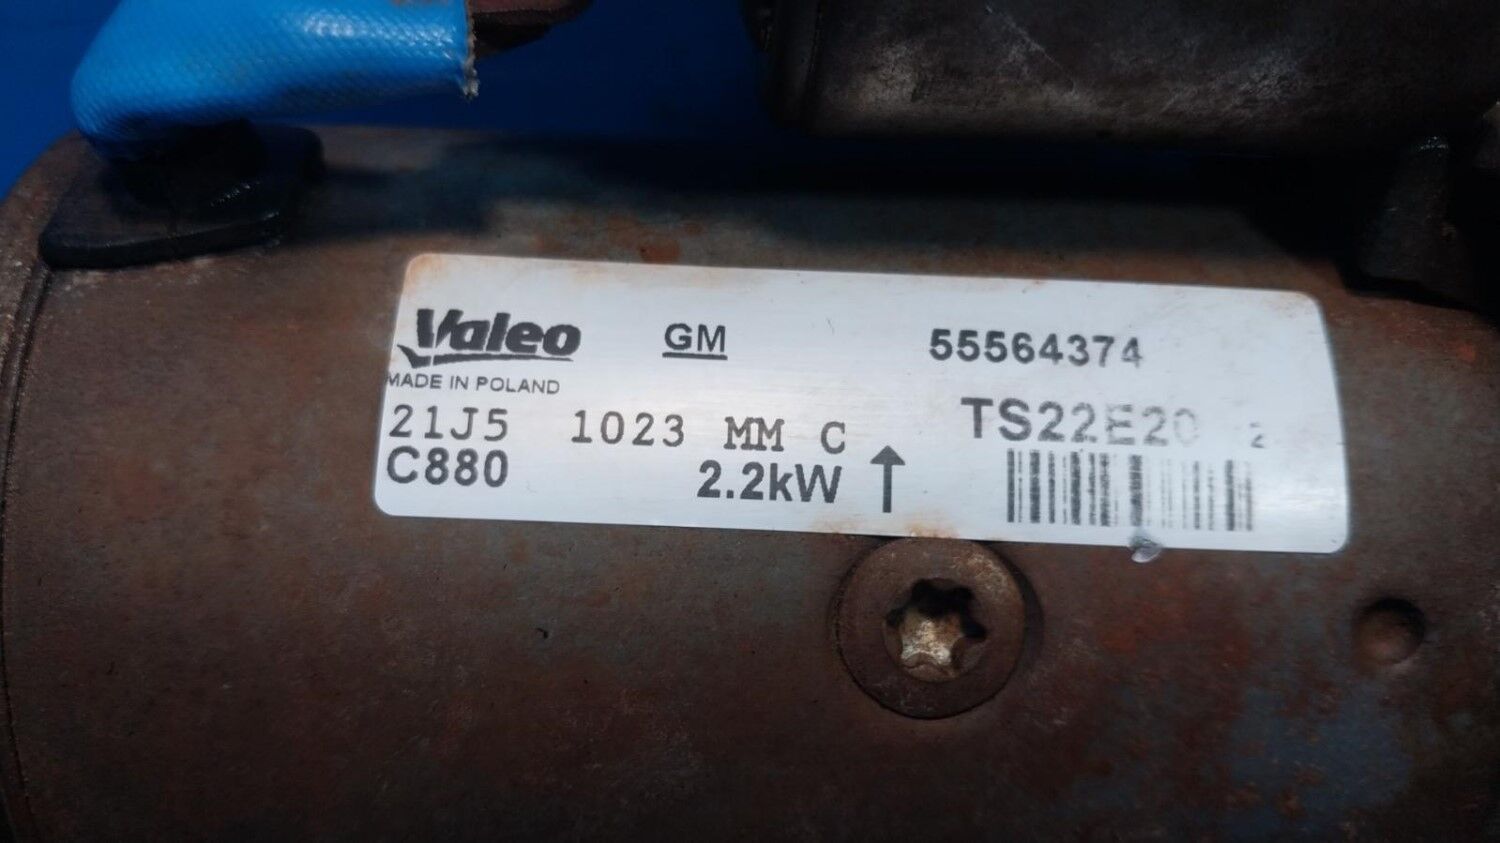 Valeo GM 55564374
MADE IN POLAND
21J5 1023 MM C TS22E20
C880 2.2kW ↑